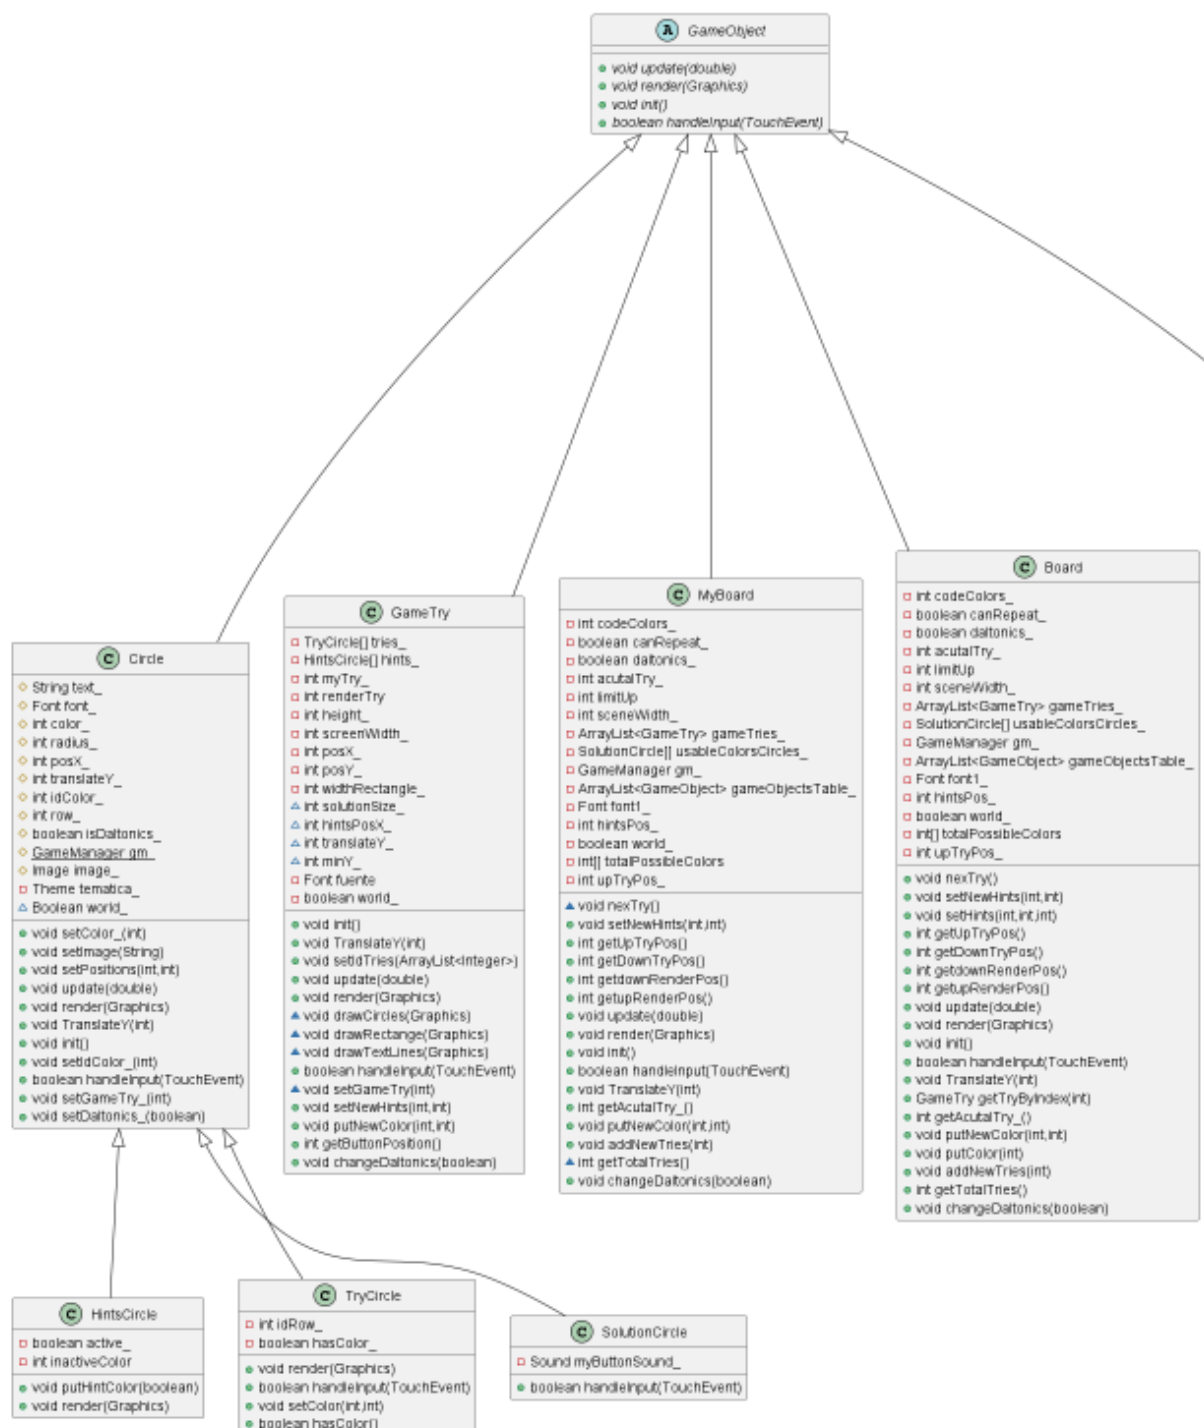 A GameObject
void update(double)
void render(Graphics)
void init()
boolean handleInput(TouchEvent)
C Circle
String text_
Font font_
int color_
int radius_
int posX_
int translateY_
int idColor_
int row_
boolean isDaltonics_
GameManager gm_
Image image_
Theme tematica_
Boolean world_
void setColor_(int)
void setImage(String)
void setPositions(int,int)
void update(double)
void render(Graphics)
void TranslateY(int)
void init()
void setIdColor_(int)
boolean handleInput(TouchEvent)
void setGameTry_(int)
void setDaltonics_(boolean)
C GameTry
TryCircle[] tries_
HintsCircle[] hints_
int myTry_
int renderTry
int height_
int screenWidth_
int posX_
int posY_
int widthRectangle_
int solutionSize_
int hintsPosX_
int translateY_
int minY_
Font fuente
boolean world_
void init()
void TranslateY(int)
void setIdTries(ArrayList<Integer>)
void update(double)
void render(Graphics)
void drawCircles(Graphics)
void drawRectange(Graphics)
void drawTextLines(Graphics)
boolean handleInput(TouchEvent)
void setGameTry(int)
void setNewHints(int,int)
void putNewColor(int,int)
int getButtonPosition()
void changeDaltonics(boolean)
C MyBoard
int codeColors_
boolean canRepeat_
boolean daltonics_
int acutalTry_
int limitUp
int sceneWidth_
ArrayList<GameTry> gameTries_
SolutionCircle[] usableColorsCircles_
GameManager gm_
ArrayList<GameObject> gameObjectsTable_
Font font1_
int hintsPos_
boolean world_
int[] totalPossibleColors
int upTryPos_
void nexTry()
void setNewHints(int,int)
int getUpTryPos()
int getDownTryPos()
int getdownRenderPos()
int getupRenderPos()
void update(double)
void render(Graphics)
void init()
boolean handleInput(TouchEvent)
void TranslateY(int)
int getAcutalTry_()
void putNewColor(int,int)
void addNewTries(int)
int getTotalTries()
void changeDaltonics(boolean)
C Board
int codeColors_
boolean canRepeat_
boolean daltonics_
int acutalTry_
int limitUp
int sceneWidth_
ArrayList<GameTry> gameTries_
SolutionCircle[] usableColorsCircles_
GameManager gm_
ArrayList<GameObject> gameObjectsTable_
Font font1_
int hintsPos_
boolean world_
int[] totalPossibleColors
int upTryPos_
void nexTry()
void setNewHints(int,int)
void setHints(int,int,int)
int getUpTryPos()
int getDownTryPos()
int getdownRenderPos()
int getupRenderPos()
void update(double)
void render(Graphics)
void init()
boolean handleInput(TouchEvent)
void TranslateY(int)
GameTry getTryByIndex(int)
int getAcutalTry_()
void putNewColor(int,int)
void putColor(int)
void addNewTries(int)
int getTotalTries()
void changeDaltonics(boolean)
C HintsCircle
boolean active_
int inactiveColor
void putHintColor(boolean)
void render(Graphics)
C TryCircle
int idRow_
boolean hasColor_
void render(Graphics)
boolean handleInput(TouchEvent)
void setColor(int,int)
boolean hasColor()
C SolutionCircle
Sound myButtonSound_
boolean handleInput(TouchEvent)